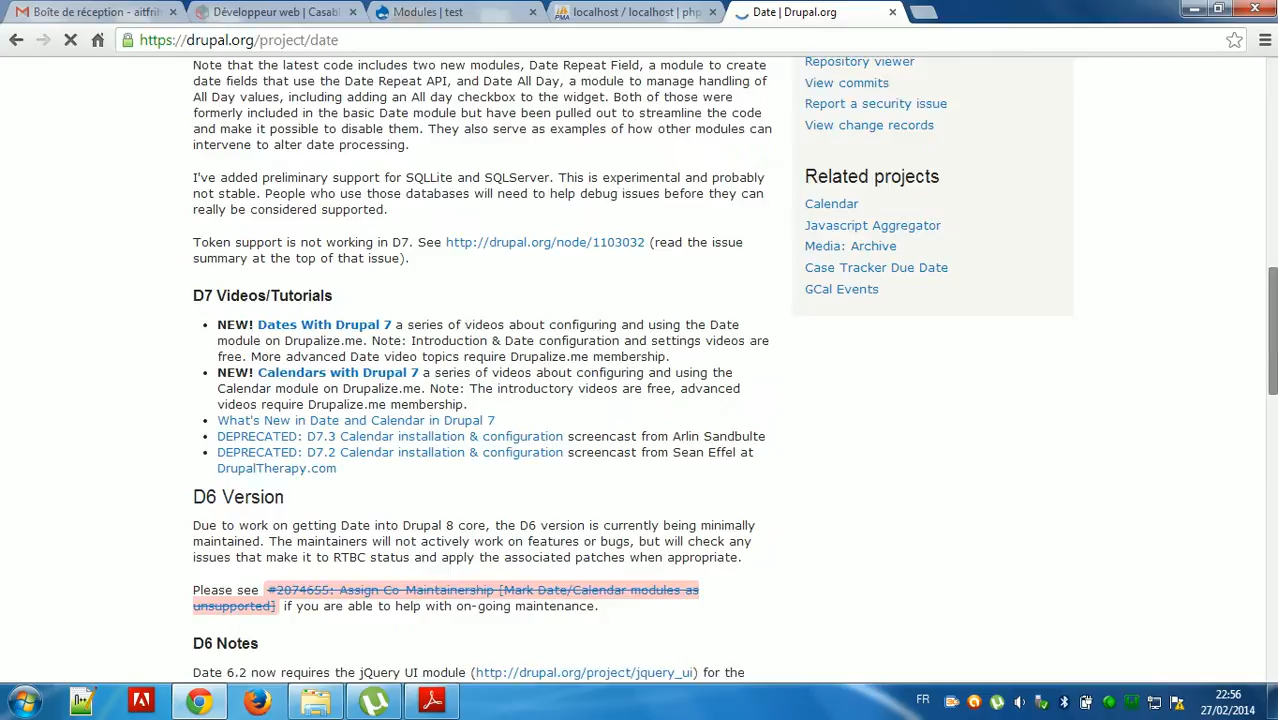 Boîte de réception - aitfrit
Développeur web | Casabl
Modules | test
localhost / localhost | php
Date | Drupal.org
https://drupal.org/project/date
Note that the latest code includes two new modules, Date Repeat Field, a module to create
date fields that use the Date Repeat API, and Date All Day, a module to manage handling of
All Day values, including adding an All day checkbox to the widget. Both of those were
formerly included in the basic Date module but have been pulled out to streamline the code
and make it possible to disable them. They also serve as examples of how other modules can
intervene to alter date processing.
I've added preliminary support for SQLLite and SQLServer. This is experimental and probably
not stable. People who use those databases will need to help debug issues before they can
really be considered supported.
Token support is not working in D7. See http://drupal.org/node/1103032 (read the issue
summary at the top of that issue).
D7 Videos/Tutorials
• NEW! Dates With Drupal 7 a series of videos about configuring and using the Date
module on Drupalize.me. Note: Introduction & Date configuration and settings videos are
free. More advanced Date video topics require Drupalize.me membership.
• NEW! Calendars with Drupal 7 a series of videos about configuring and using the
Calendar module on Drupalize.me. Note: The introductory videos are free, advanced
videos require Drupalize.me membership.
• What's New in Date and Calendar in Drupal 7
• DEPRECATED: D7.3 Calendar installation & configuration screencast from Arlin Sandbulte
• DEPRECATED: D7.2 Calendar installation & configuration screencast from Sean Effel at
DrupalTherapy.com
D6 Version
Due to work on getting Date into Drupal 8 core, the D6 version is currently being minimally
maintained. The maintainers will not actively work on features or bugs, but will check any
issues that make it to RTBC status and apply the associated patches when appropriate.
Please see #2074655: Assign Co-Maintainership [Mark Date/Calendar modules as
unsupported] if you are able to help with on-going maintenance.
D6 Notes
Date 6.2 now requires the jQuery UI module (http://drupal.org/project/jquery_ui) for the
Repository viewer
View commits
Report a security issue
View change records
Related projects
Calendar
Javascript Aggregator
Media: Archive
Case Tracker Due Date
GCal Events
FR
22:56
27/02/2014